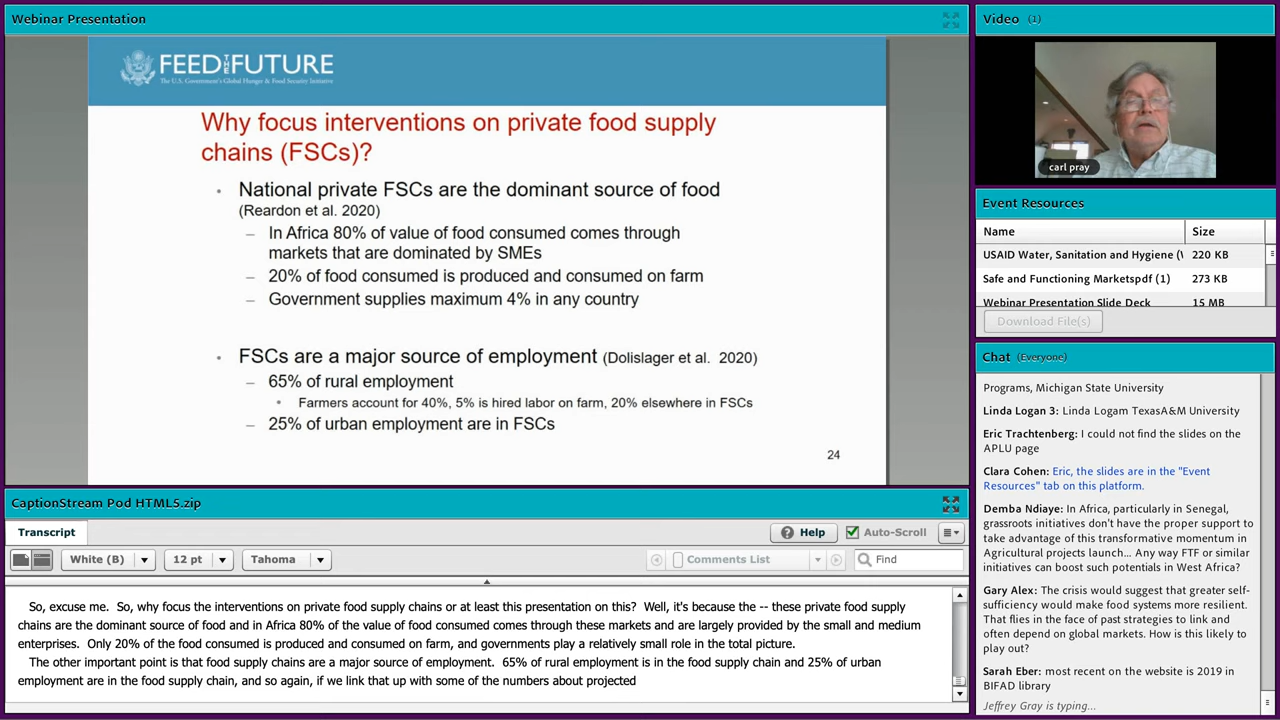 Webinar Presentation
FEED THE FUTURE
The U.S. Government's Global Hunger & Food Security Initiative
Why focus interventions on private food supply
chains (FSCs)?
• National private FSCs are the dominant source of food
(Reardon et al. 2020)
– In Africa 80% of value of food consumed comes through
markets that are dominated by SMEs
– 20% of food consumed is produced and consumed on farm
– Government supplies maximum 4% in any country
• FSCs are a major source of employment (Dolislager et al. 2020)
– 65% of rural employment
• Farmers account for 40%, 5% is hired labor on farm, 20% elsewhere in FSCs
– 25% of urban employment are in FSCs
24
CaptionStream Pod HTML5.zip
Transcript
Help
Auto-Scroll
White (B)
12 pt
Tahoma
Comments List
Find
So, excuse me. So, why focus the interventions on private food supply chains or at least this presentation on this? Well, it's because the -- these private food supply
chains are the dominant source of food and in Africa 80% of the value of food consumed comes through these markets and are largely provided by the small and medium
enterprises. Only 20% of the food consumed is produced and consumed on farm, and governments play a relatively small role in the total picture.
The other important point is that food supply chains are a major source of employment. 65% of rural employment is in the food supply chain and 25% of urban
employment are in the food supply chain, and so again, if we link that up with some of the numbers about projected
Video (1)
carl pray
Event Resources
Name Size
USAID Water, Sanitation and Hygiene ( 220 KB
Safe and Functioning Marketspdf (1) 273 KB
Webinar Presentation Slide Deck 15 MB
Download File(s)
Chat (Everyone)
Programs, Michigan State University
Linda Logan 3: Linda Logam TexasA&M University
Eric Trachtenberg: I could not find the slides on the
APLU page
Clara Cohen: Eric, the slides are in the "Event
Resources" tab on this platform.
Demba Ndiaye: In Africa, particularly in Senegal,
grassroots initiatives don't have the proper support to
take advantage of this transformative momentum in
Agricultural projects launch... Any way FTF or similar
initiatives can boost such potentials in West Africa?
Gary Alex: The crisis would suggest that greater self-
sufficiency would make food systems more resilient.
That flies in the face of past strategies to link and
often depend on global markets. How is this likely to
play out?
Sarah Eber: most recent on the website is 2019 in
BIFAD library
Jeffrey Gray is typing...